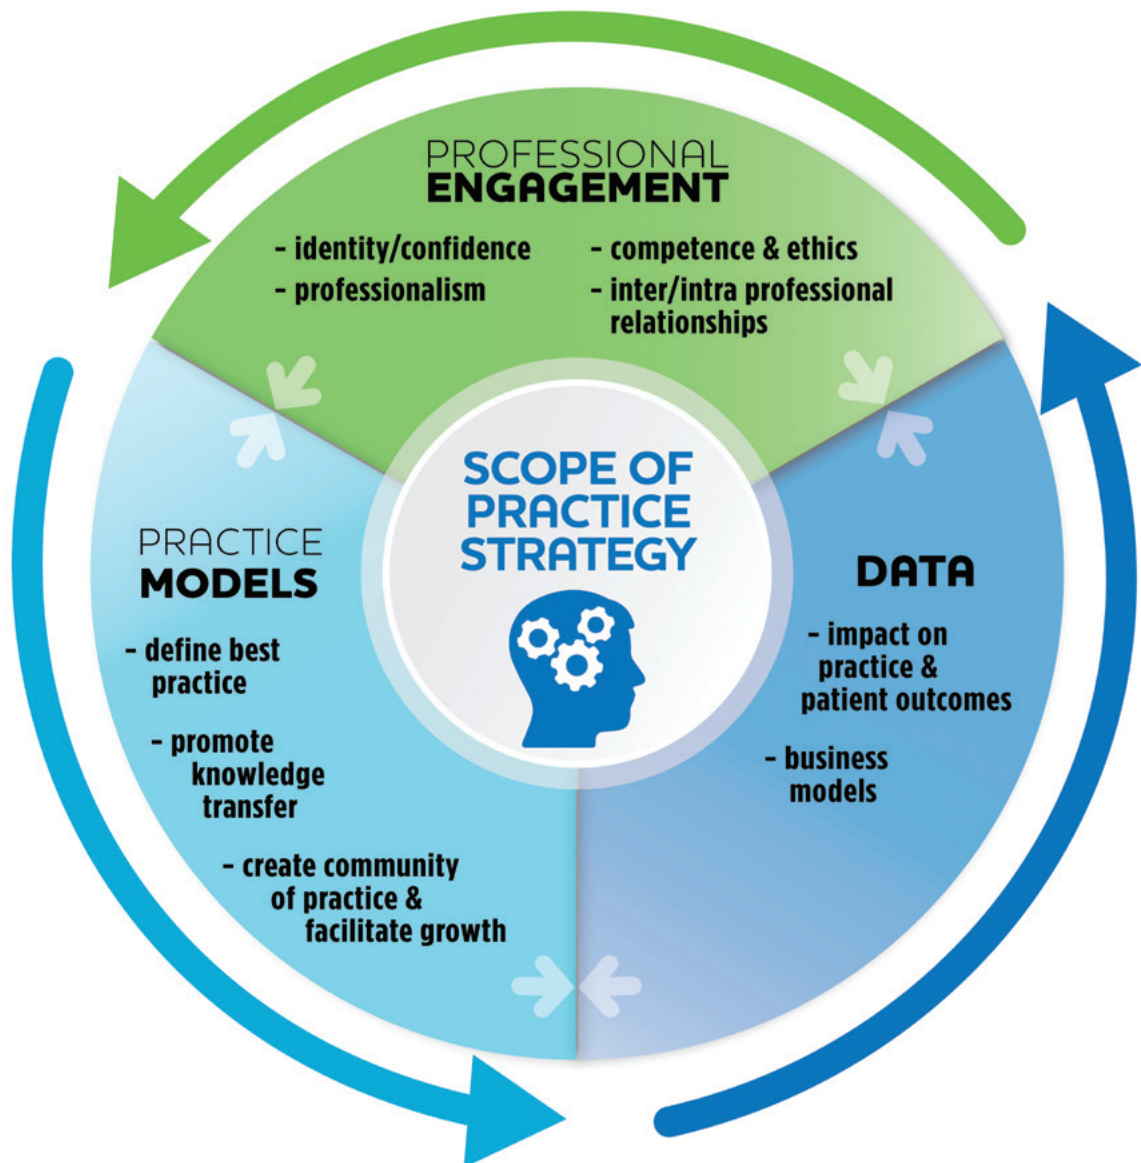 PROFESSIONAL
ENGAGEMENT
- identity/confidence
- professionalism
- competence & ethics
- inter/intra professional
relationships
SCOPE OF
PRACTICE
STRATEGY
PRACTICE
MODELS
- define best
practice
- promote
knowledge
transfer
- create community
of practice &
facilitate growth
DATA
- impact on
practice &
patient outcomes
- business
models